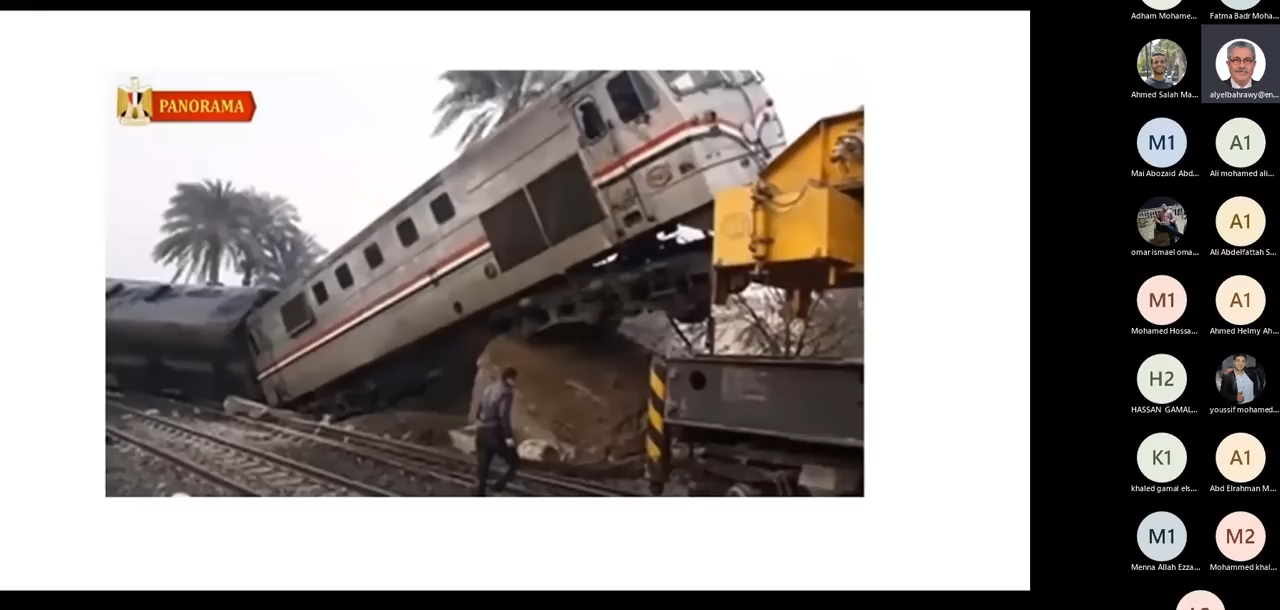 PANORAMA
Adham Mohame...
Fatma Badr Moha...
Ahmed Salah Ma...
alyelbahrawy@en...
M1
A1
Mai Abozaid Abd...
Ali mohamed ali...
A1
omar ismael oma...
Ali Abdelfattah S...
M1
A1
Mohamed Hossa...
Ahmed Helmy Ah...
H2
HASSAN GAMAL...
youssif mohamed...
K1
A1
khaled gamal els...
Abd Elrahman M...
M1
M2
Menna Allah Ezza...
Mohammed khal...